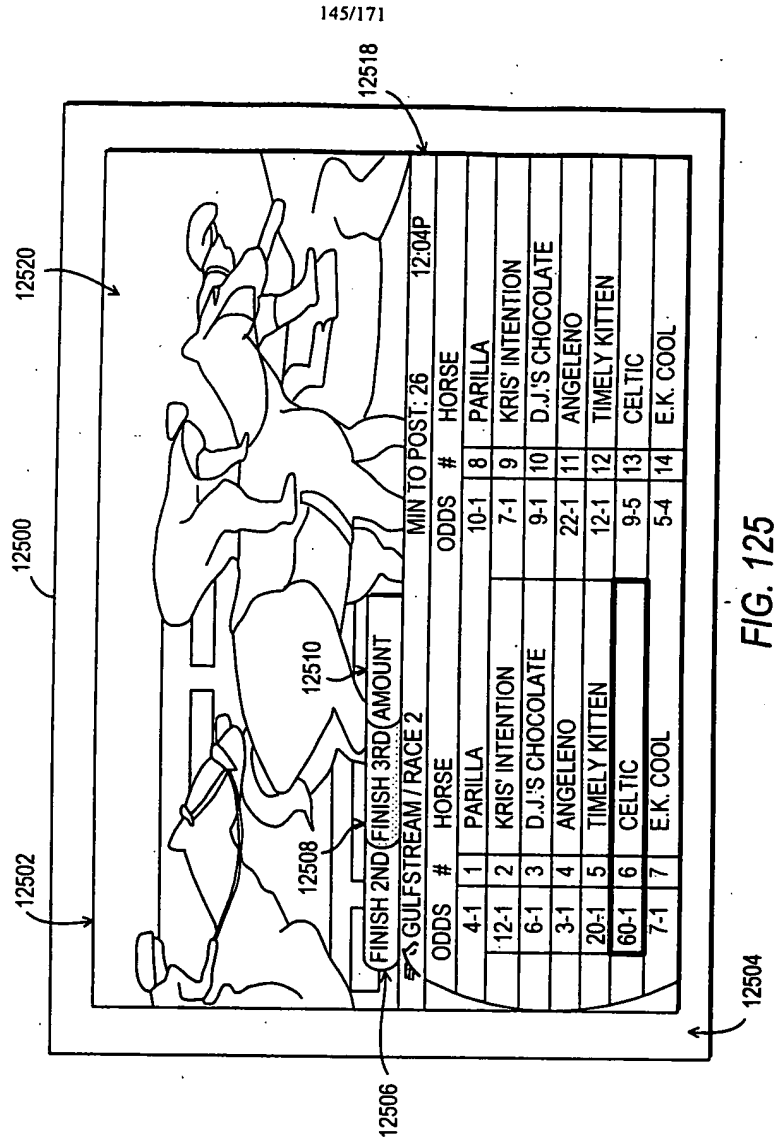 145/171
12500
12502
12520
12518
12508
12510
FINISH 2ND FINISH 3RD AMOUNT
12506
GULFSTREAM / RACE 2 MIN TO POST: 26 12:04P
ODDS # HORSE ODDS # HORSE
4-1 1 PARILLA 10-1 8 PARILLA
12-1 2 KRIS' INTENTION 7-1 9 KRIS' INTENTION
6-1 3 D.J.'S CHOCOLATE 9-1 10 D.J.'S CHOCOLATE
3-1 4 ANGELENO 22-1 11 ANGELENO
20-1 5 TIMELY KITTEN 12-1 12 TIMELY KITTEN
60-1 6 CELTIC 9-5 13 CELTIC
7-1 7 E.K. COOL 5-4 14 E.K. COOL
12504
FIG. 125